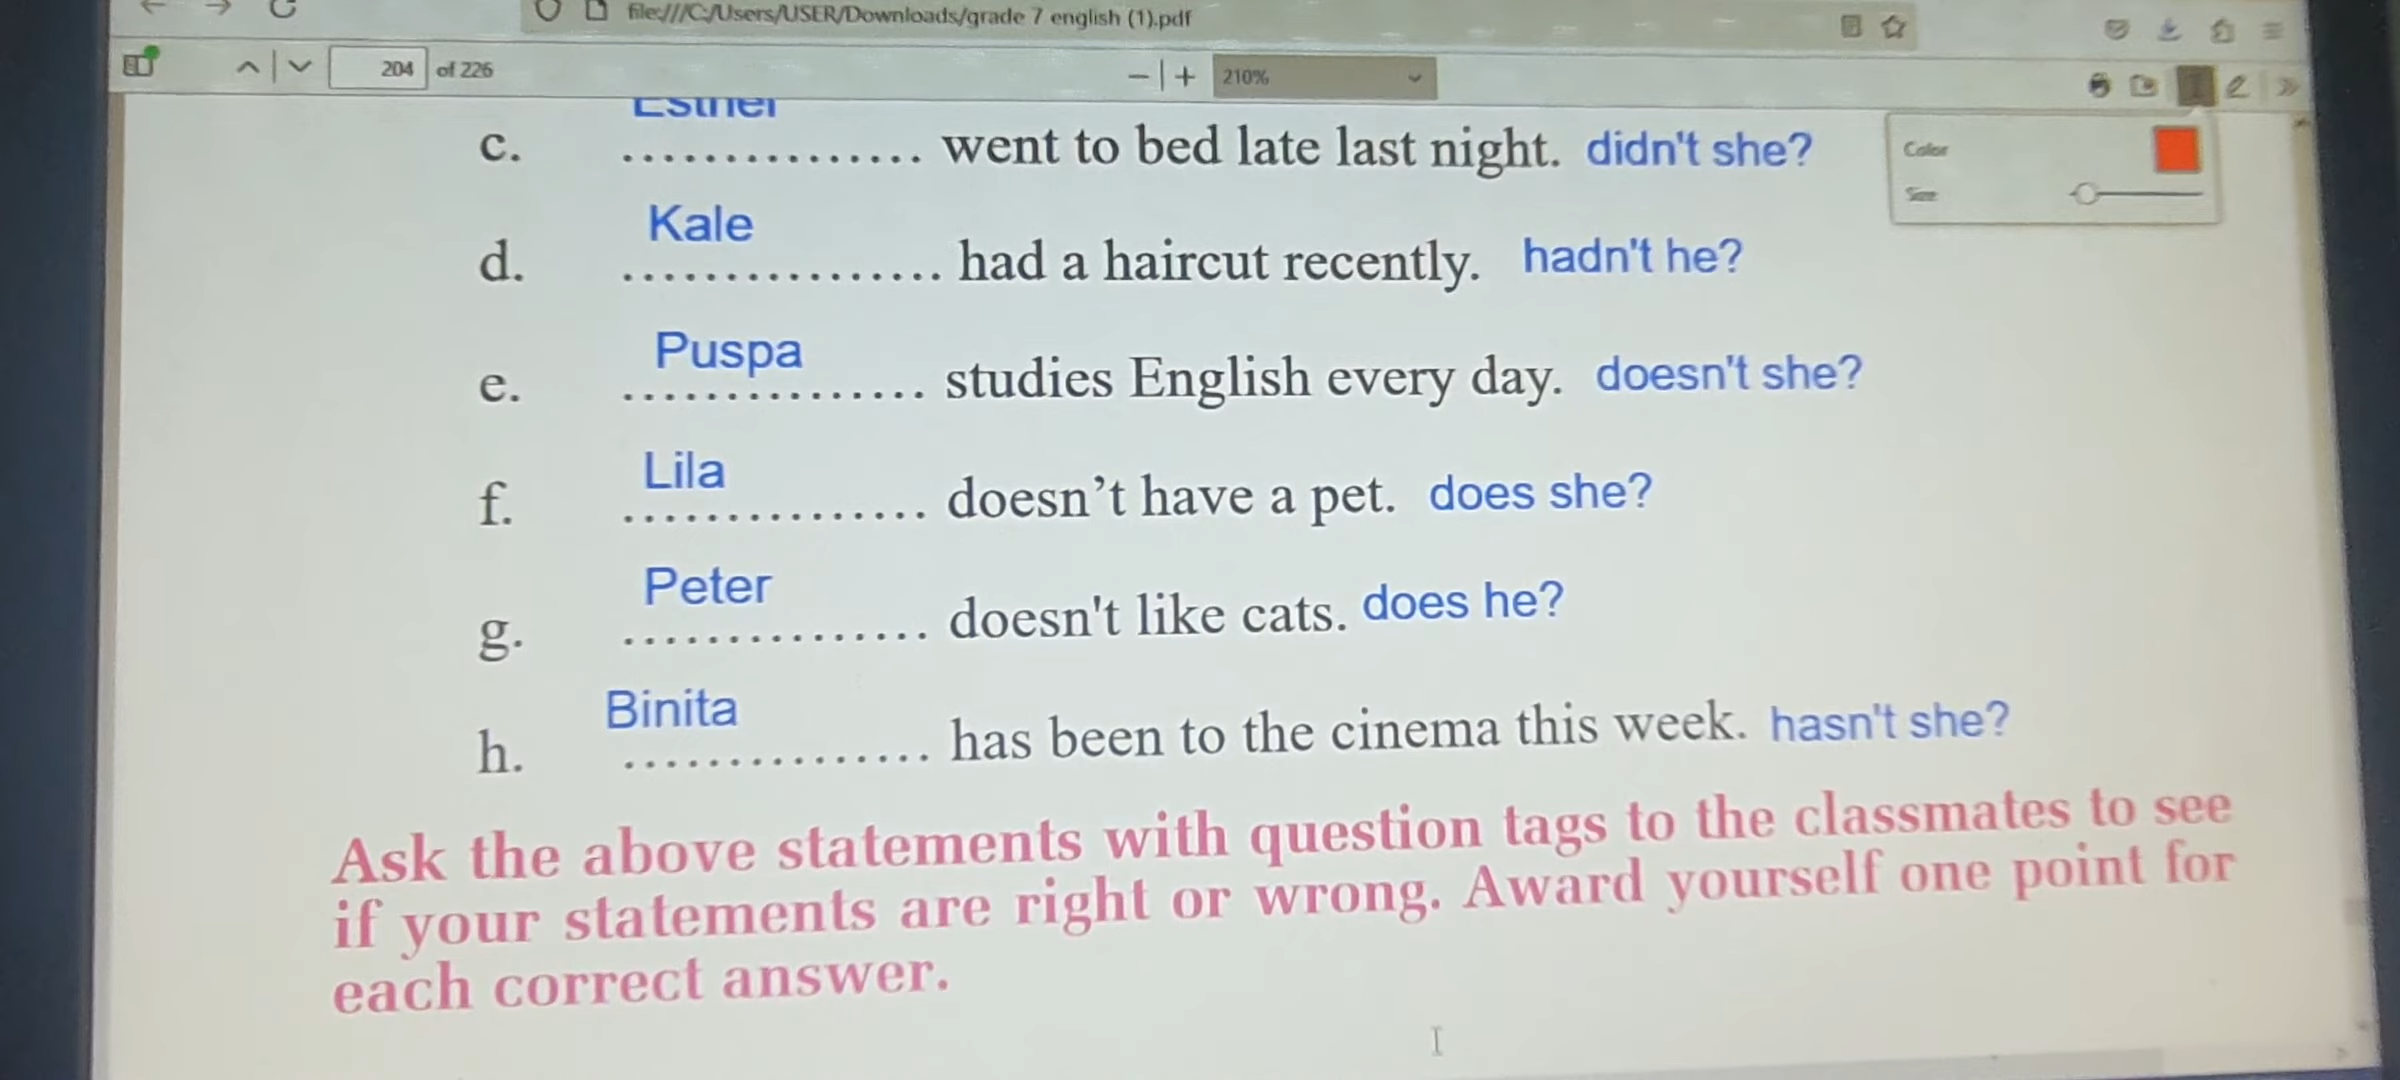 file:///C:/Users/USER/Downloads/grade 7 english (1).pdf
204 of 226
210%
Color
Size
Esther
c. ............... went to bed late last night. didn't she?
Kale
d. ................ had a haircut recently. hadn't he?
Puspa
e. ............... studies English every day. doesn't she?
Lila
f. ............... doesn’t have a pet. does she?
Peter
g. ............... doesn't like cats. does he?
Binita
h. ............... has been to the cinema this week. hasn't she?
Ask the above statements with question tags to the classmates to see
if your statements are right or wrong. Award yourself one point for
each correct answer.